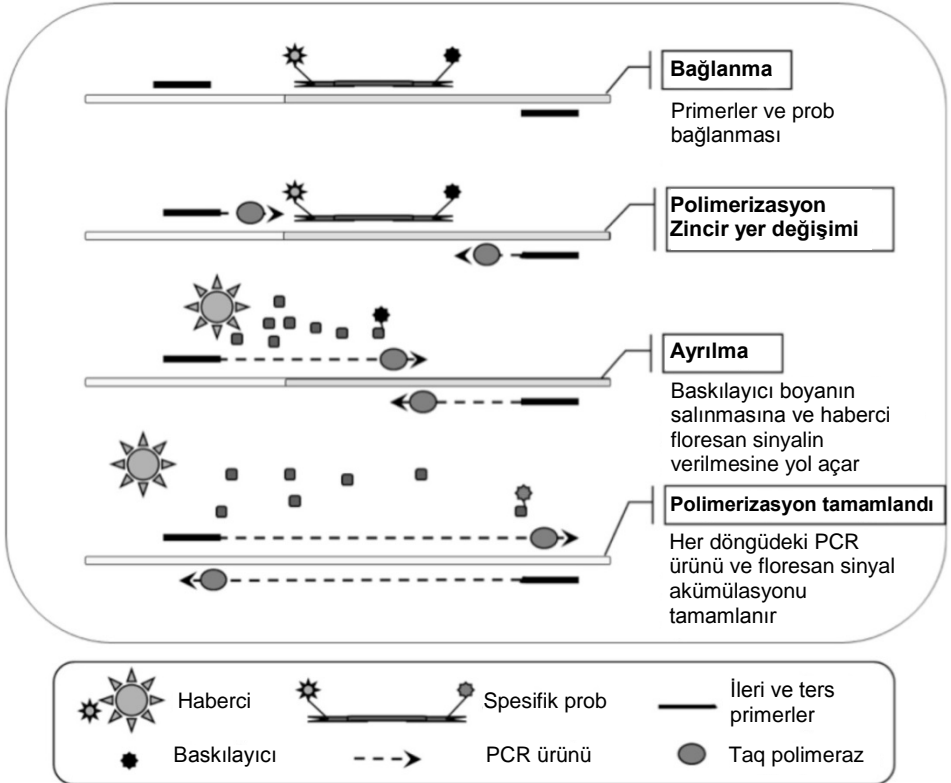 Bağlanma
Primerler ve prob
bağlanması
Polimerizasyon
Zincir yer değişimi
Ayrılma
Baskılayıcı boyanın
salınmasına ve haberci
floresan sinyalin
verilmesine yol açar
Polimerizasyon tamamlandı
Her döngüdeki PCR
ürünü ve floresan sinyal
akümülasyonu
tamamlanır
Haberci
Spesifik prob
İleri ve ters
primerler
Baskılayıcı
PCR ürünü
Taq polimeraz